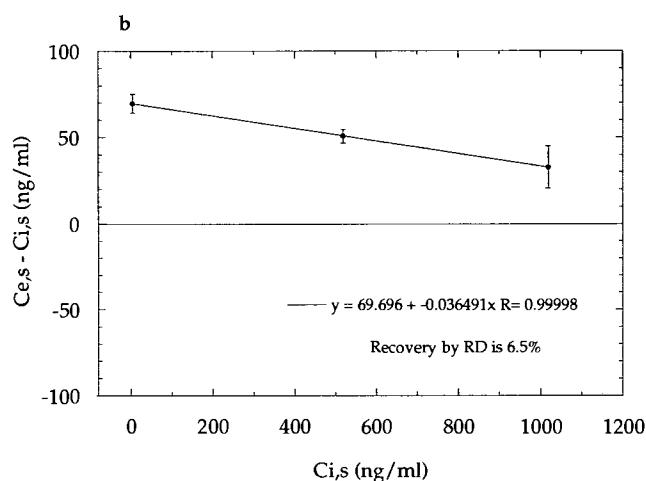 b
100
50
0
-50
-100
Ce,s - Ci,s (ng/ml)
y = 69.696 + -0.036491x R= 0.99998
Recovery by RD is 6.5%
0 200 400 600 800 1000 1200
Ci,s (ng/ml)